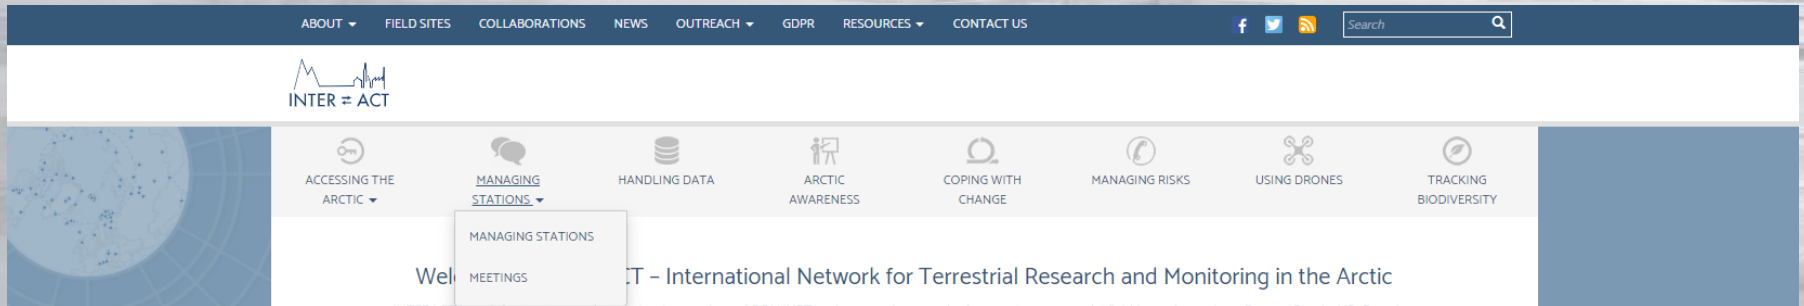 ABOUT FIELD SITES COLLABORATIONS NEWS OUTREACH GDPR RESOURCES CONTACT US Search
INTER ⇄ ACT
ACCESSING THE ARCTIC
MANAGING STATIONS
HANDLING DATA
ARCTIC AWARENESS
COPING WITH CHANGE
MANAGING RISKS
USING DRONES
TRACKING BIODIVERSITY
MANAGING STATIONS
MEETINGS
Wel CT – International Network for Terrestrial Research and Monitoring in the Arctic